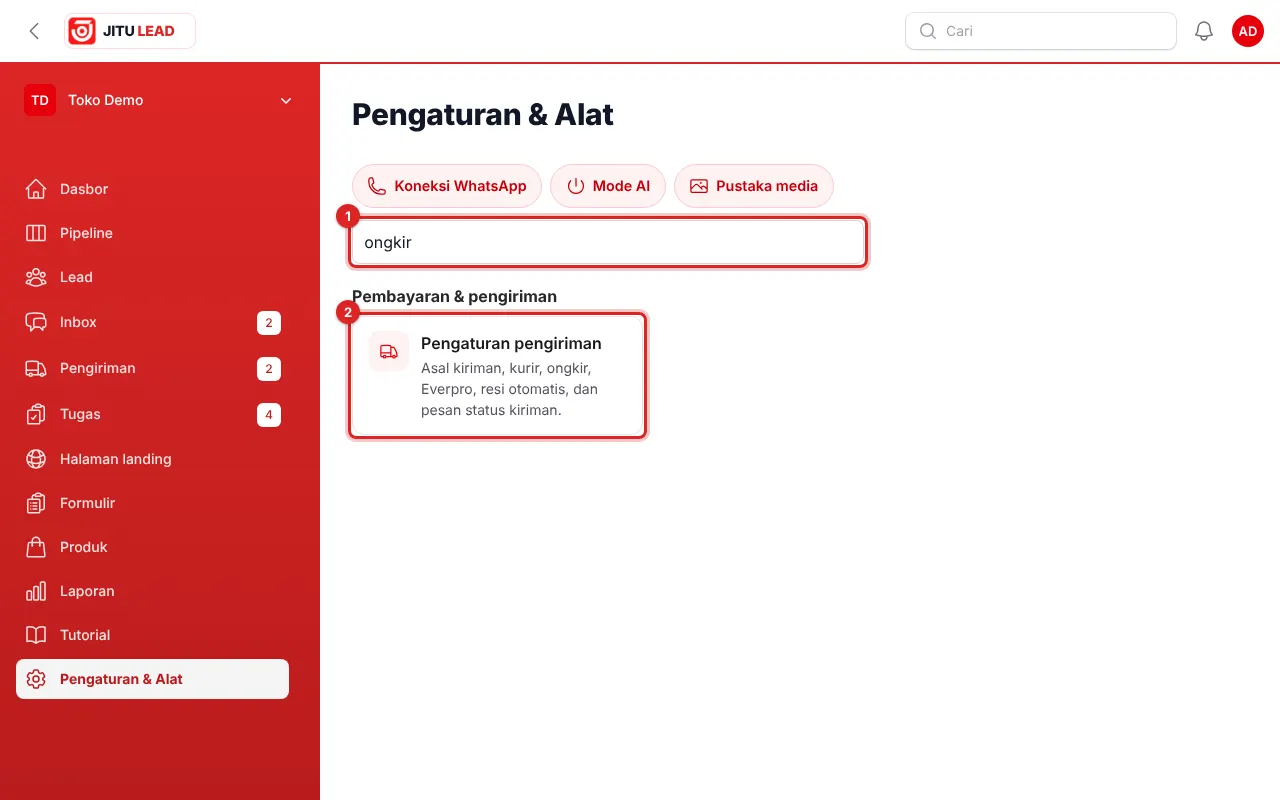 JITU LEAD
Cari
AD
TD
Toko Demo
Dasbor
Pipeline
Lead
Inbox
2
Pengiriman
2
Tugas
4
Halaman landing
Formulir
Produk
Laporan
Tutorial
Pengaturan & Alat
Pengaturan & Alat
Koneksi WhatsApp
Mode AI
Pustaka media
1
ongkir
Pembayaran & pengiriman
2
Pengaturan pengiriman
Asal kiriman, kurir, ongkir,
Everpro, resi otomatis, dan
pesan status kiriman.